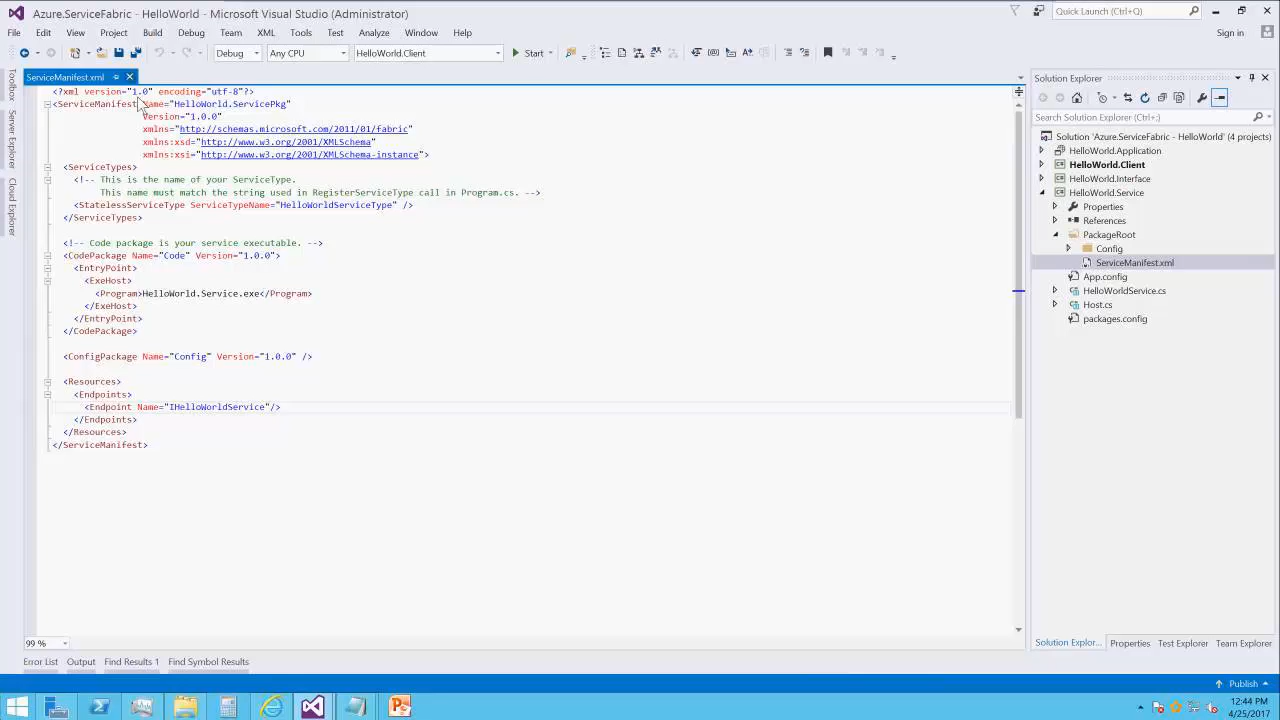 Azure.ServiceFabric - HelloWorld - Microsoft Visual Studio (Administrator)
Quick Launch (Ctrl+Q)
File Edit View Project Build Debug Team XML Tools Test Analyze Window Help
Sign in
Debug Any CPU HelloWorld.Client Start
Toolbox
Server Explorer
Cloud Explorer
ServiceManifest.xml
<?xml version="1.0" encoding="utf-8"?>
<ServiceManifest Name="HelloWorld.ServicePkg"
Version="1.0.0"
xmlns="http://schemas.microsoft.com/2011/01/fabric"
xmlns:xsd="http://www.w3.org/2001/XMLSchema"
xmlns:xsi="http://www.w3.org/2001/XMLSchema-instance">
<ServiceTypes>
<!-- This is the name of your ServiceType.
This name must match the string used in RegisterServiceType call in Program.cs. -->
<StatelessServiceType ServiceTypeName="HelloWorldServiceType" />
</ServiceTypes>
<!-- Code package is your service executable. -->
<CodePackage Name="Code" Version="1.0.0">
<EntryPoint>
<ExeHost>
<Program>HelloWorld.Service.exe</Program>
</ExeHost>
</EntryPoint>
</CodePackage>
<ConfigPackage Name="Config" Version="1.0.0" />
<Resources>
<Endpoints>
<Endpoint Name="IHelloWorldService"/>
</Endpoints>
</Resources>
</ServiceManifest>
99 %
Solution Explorer
Search Solution Explorer (Ctrl+;)
Solution 'Azure.ServiceFabric - HelloWorld' (4 projects)
HelloWorld.Application
HelloWorld.Client
HelloWorld.Interface
HelloWorld.Service
Properties
References
PackageRoot
Config
ServiceManifest.xml
App.config
HelloWorldService.cs
Host.cs
packages.config
Solution Explor... Properties Test Explorer Team Explorer
Error List Output Find Results 1 Find Symbol Results
Publish
12:44 PM
4/25/2017